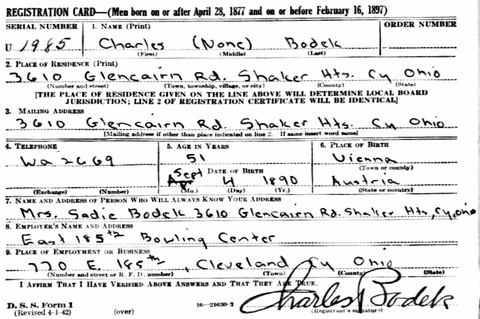 REGISTRATION CARD—(Men born on or after April 28, 1877 and on or before February 16, 1897)
SERIAL NUMBER 1. NAME (Print) ORDER NUMBER
U 1985 Charles (None) Bodek
(First) (Middle) (Last)
2. PLACE OF RESIDENCE (Print)
3610 Glencairn Rd. Shaker Hts. Cy Ohio
(Number and street) (Town, township, village, or city) (County) (State)
[THE PLACE OF RESIDENCE GIVEN ON THE LINE ABOVE WILL DETERMINE LOCAL BOARD
JURISDICTION; LINE 2 OF REGISTRATION CERTIFICATE WILL BE IDENTICAL]
3. MAILING ADDRESS
3610 Glencairn Rd. Shaker Hts. Cy Ohio
[Mailing address if other than place indicated on line 2. If same insert word same]
4. TELEPHONE 5. AGE IN YEARS 6. PLACE OF BIRTH
51 Vienna
Wa 2669 DATE OF BIRTH (Town or county)
Sept 4 1890 Austria
(Exchange) (Number) (Mo.) (Day) (Yr.) (State or country)
7. NAME AND ADDRESS OF PERSON WHO WILL ALWAYS KNOW YOUR ADDRESS
Mrs. Sadie Bodek 3610 Glencairn Rd. Shaker Hts, Cy, Ohio
8. EMPLOYER'S NAME AND ADDRESS
East 185th Bowling Center
9. PLACE OF EMPLOYMENT OR BUSINESS
770 E. 185th, Cleveland Cy Ohio
(Number and street or R. F. D. number) (Town) (County) (State)
I AFFIRM THAT I HAVE VERIFIED ABOVE ANSWERS AND THAT THEY ARE TRUE.
D. S. S. Form 1 16—21630-2 Charles Bodek
(Revised 4-1-42) (over) (Registrant's signature)